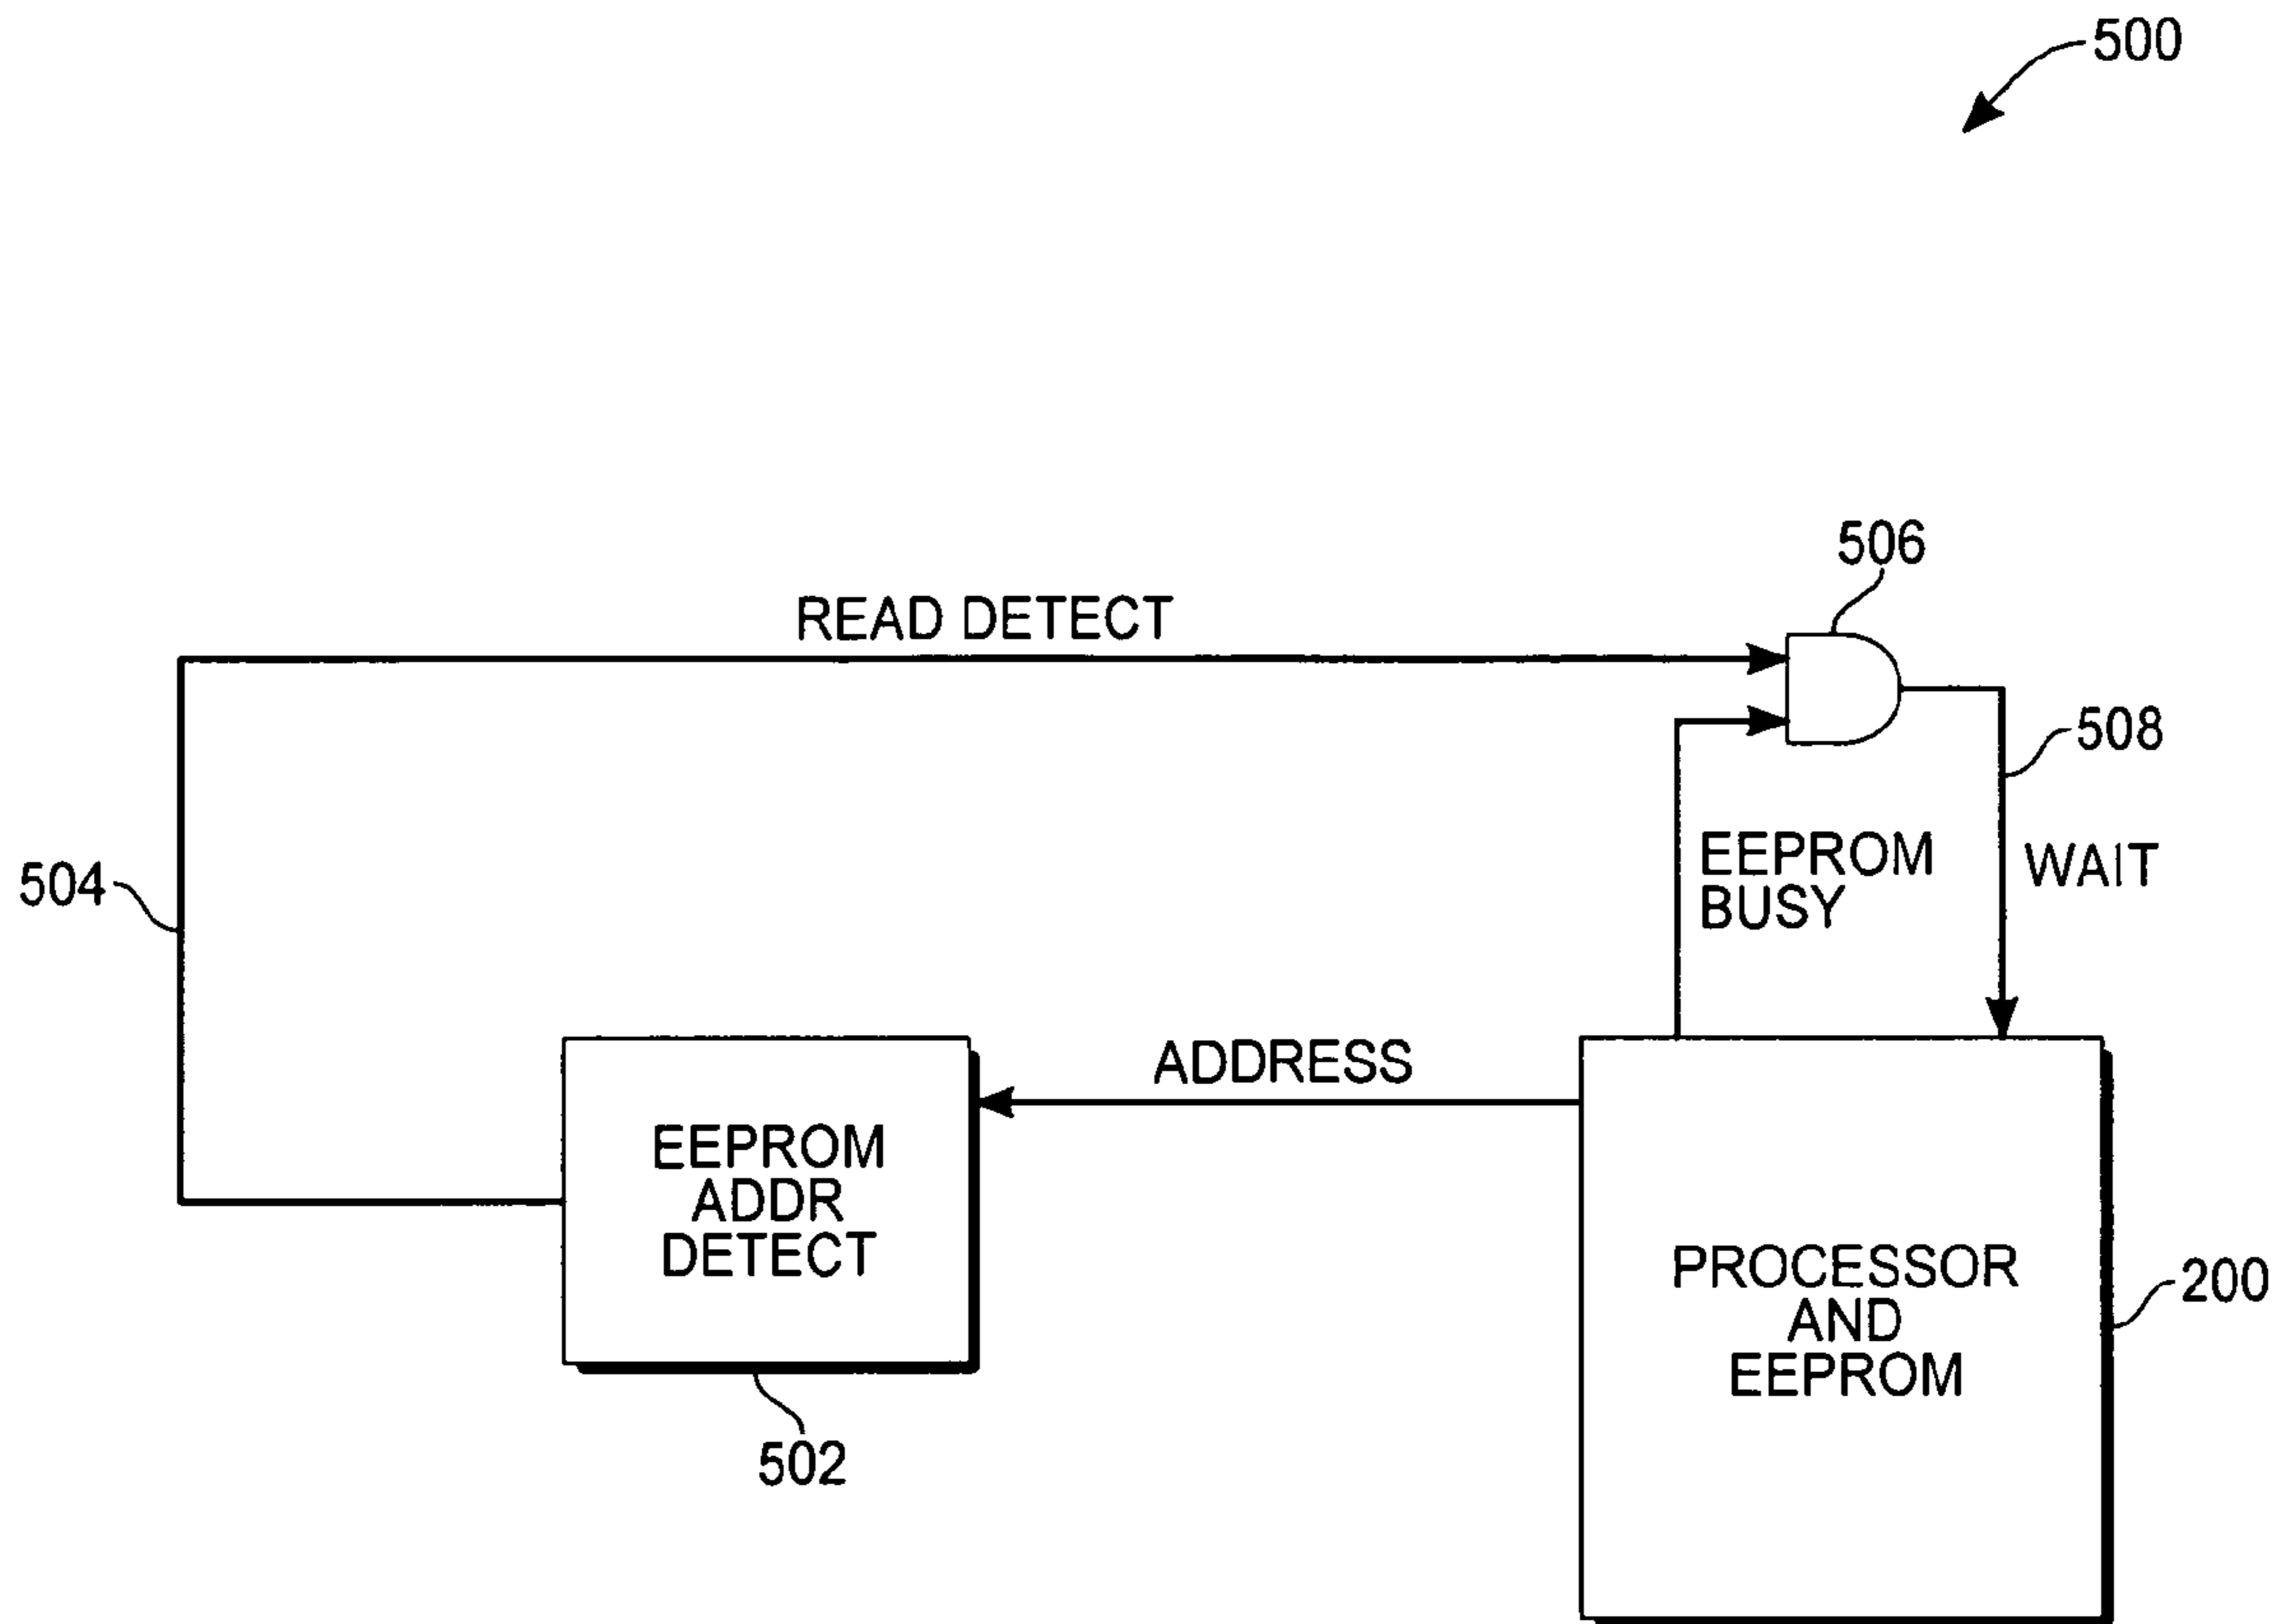 500
506
READ DETECT
508
EEPROM
BUSY
WAIT
504
ADDRESS
EEPROM
ADDR
DETECT
PROCESSOR
AND
EEPROM
200
502